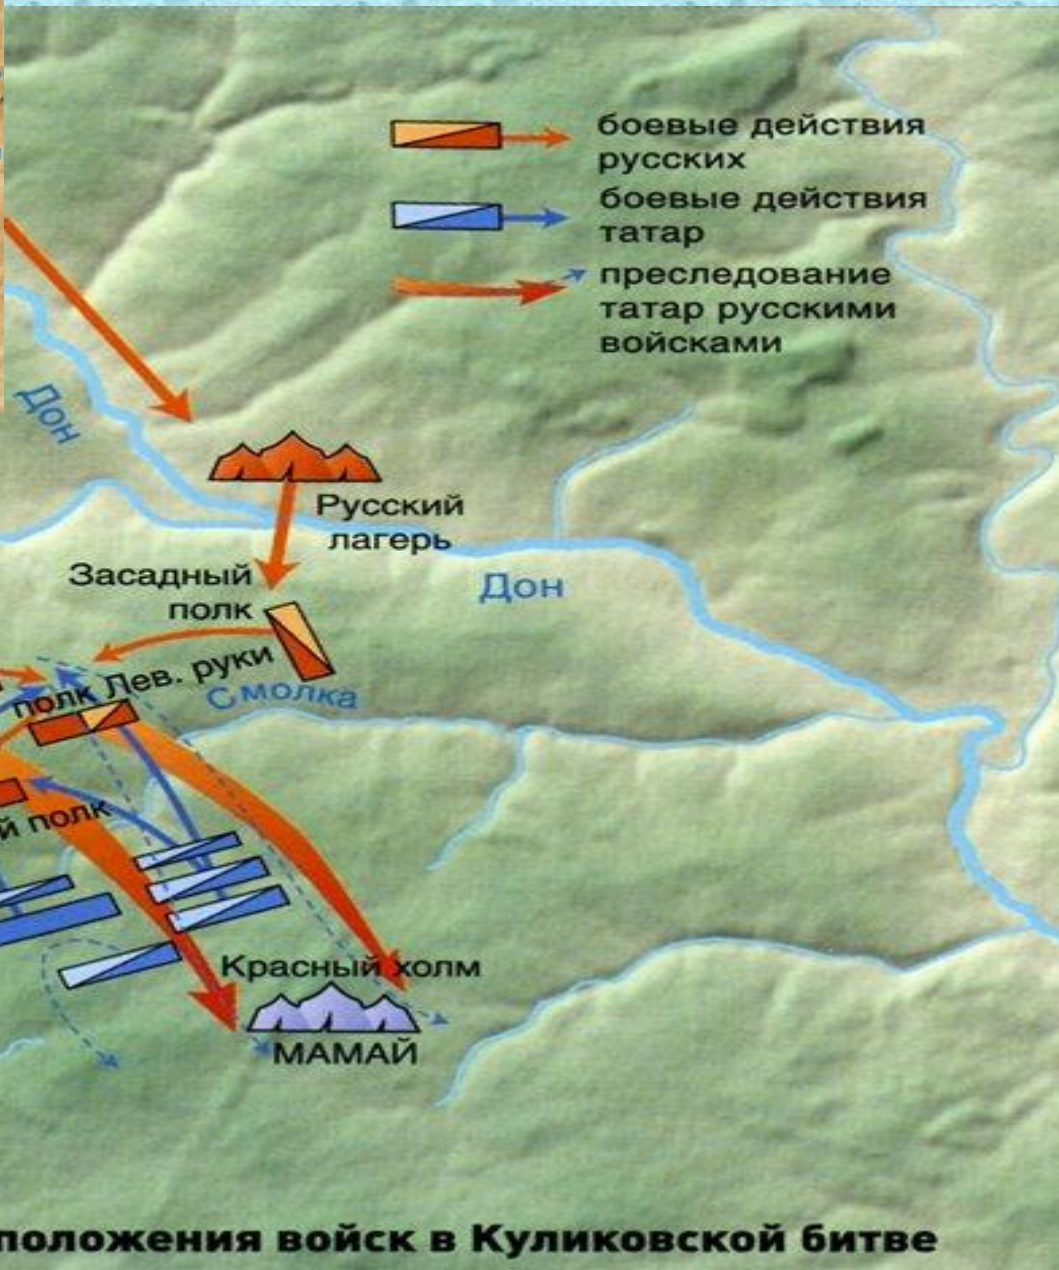 боевые действия
русских
боевые действия
татар
преследование
татар русскими
войсками
Дон
Русский
лагерь
Засадный
полк
Дон
полк Лев. руки
Смолка
й полк
Красный холм
МАМАЙ
положения войск в Куликовской битве